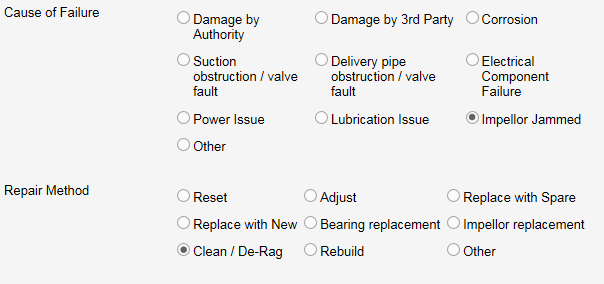 Cause of Failure
Damage by Authority
Damage by 3rd Party
Corrosion
Suction obstruction / valve fault
Delivery pipe obstruction / valve fault
Electrical Component Failure
Power Issue
Lubrication Issue
Impellor Jammed
Other
Repair Method
Reset
Adjust
Replace with Spare
Replace with New
Bearing replacement
Impellor replacement
Clean / De-Rag
Rebuild
Other